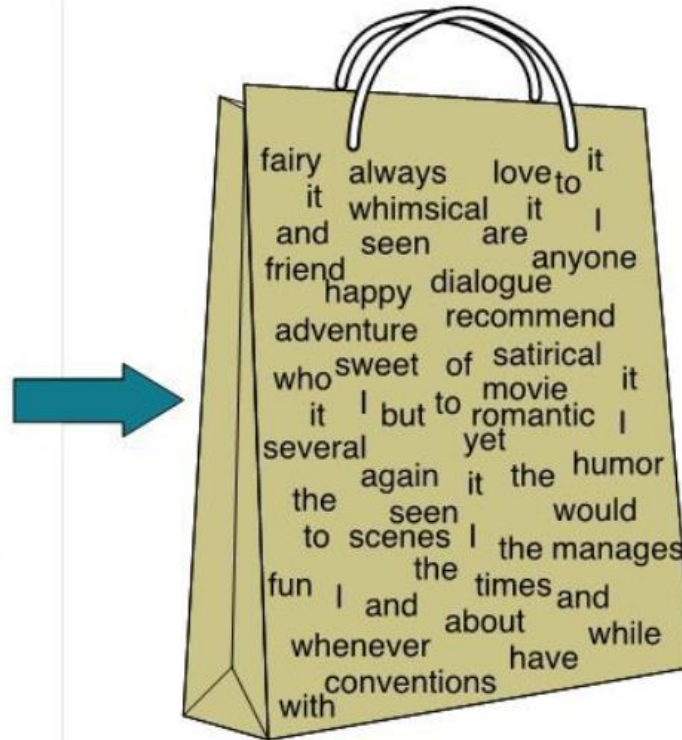 fairy always love to it
it whimsical it I
and seen are anyone
friend happy dialogue
adventure recommend
who sweet of satirical it
it I but to movie romantic I
several yet
again it the humor
the seen would
to scenes I the manages
fun I and the times and
whenever about while
have
conventions
with